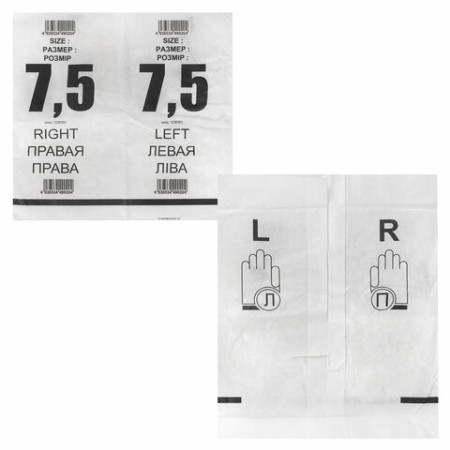 SIZE :
РАЗМЕР :
РОЗМІР
7,5
RIGHT
ПРАВАЯ
ПРАВА
SIZE :
РАЗМЕР :
РОЗМІР
7,5
LEFT
ЛЕВАЯ
ЛІВА
L
Л
R
П